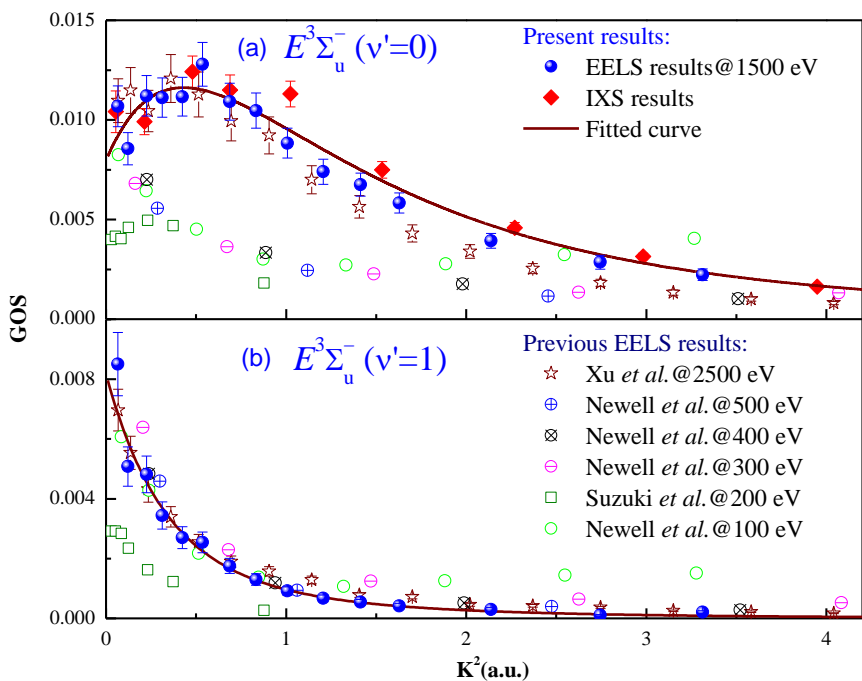 0.015
0.010
0.005
0.000
(a) E³Σ⁻ᵤ (ν'=0)
Present results:
EELS results@1500 eV
IXS results
Fitted curve
GOS
0.008
0.004
0.000
(b) E³Σ⁻ᵤ (ν'=1)
Previous EELS results:
Xu et al.@2500 eV
Newell et al.@500 eV
Newell et al.@400 eV
Newell et al.@300 eV
Suzuki et al.@200 eV
Newell et al.@100 eV
0 1 2 3 4
K²(a.u.)